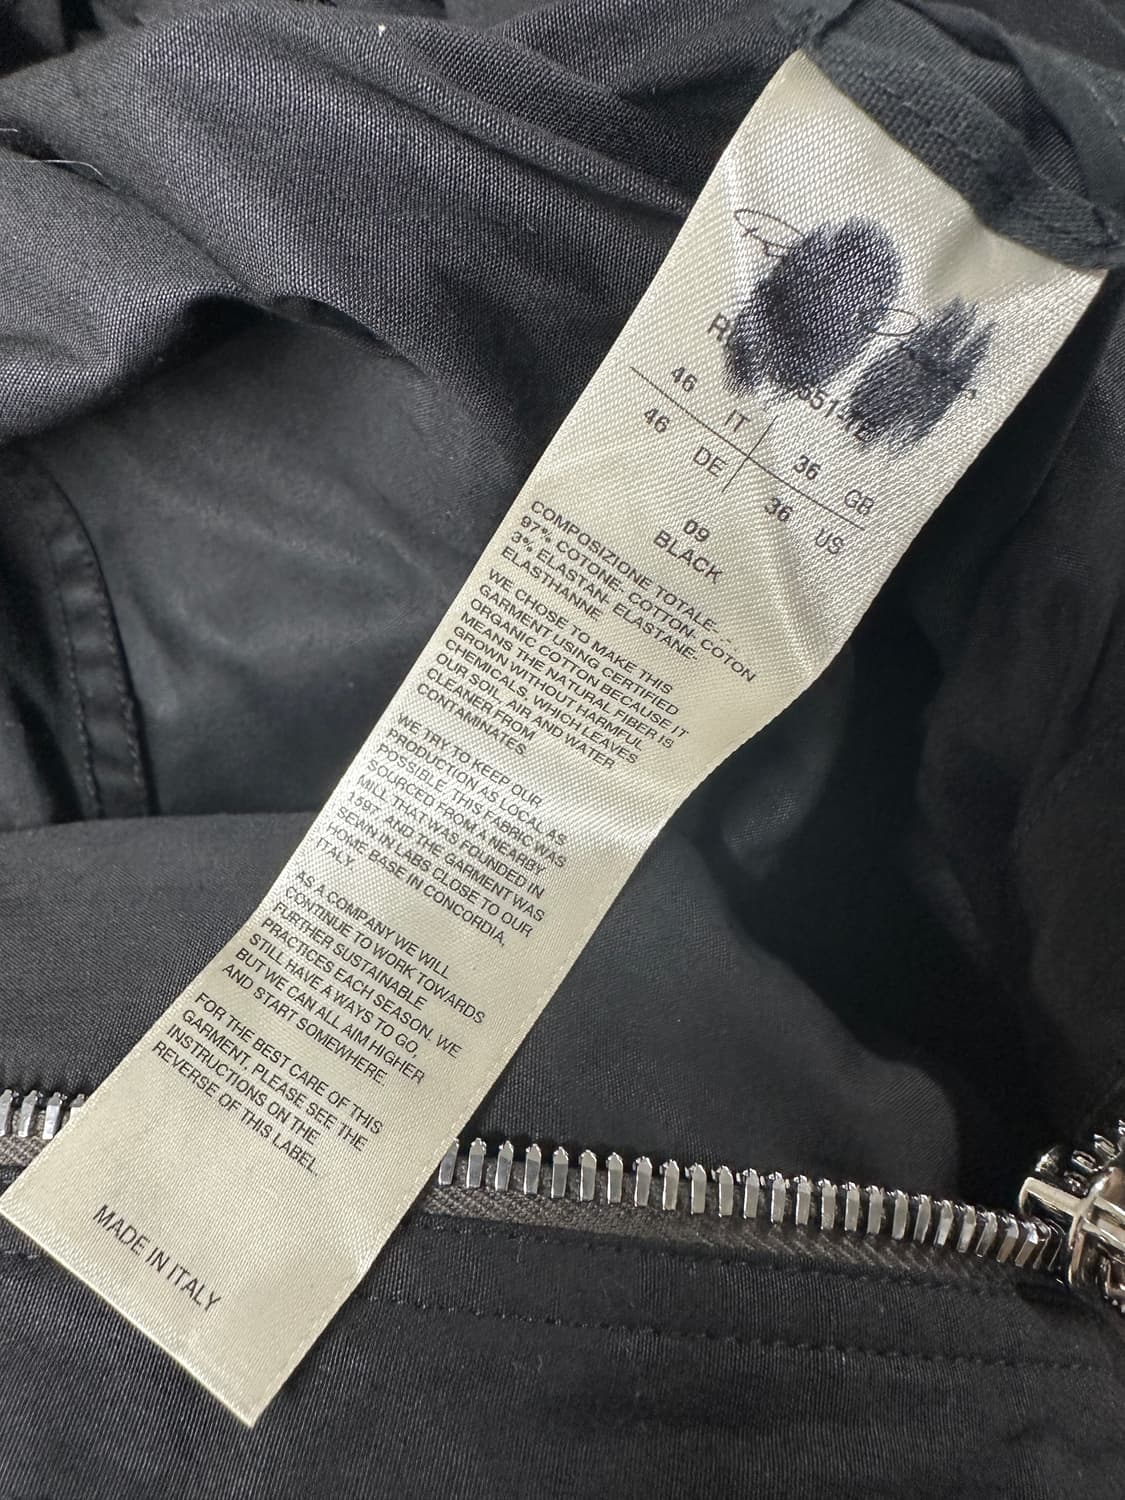 46 IT 36 GB
46 DE 36 US
09
BLACK
COMPOSIZIONE TOTALE-
97% COTONE- COTTON- COTON
3% ELASTAN- ELASTANE-
ELASTHANNE
WE CHOSE TO MAKE THIS
GARMENT USING CERTIFIED
ORGANIC COTTON BECAUSE IT
MEANS THE NATURAL FIBER IS
GROWN WITHOUT HARMFUL
CHEMICALS, WHICH LEAVES
OUR SOIL, AIR AND WATER
CLEANER FROM
CONTAMINATES.
WE TRY TO KEEP OUR
PRODUCTION AS LOCAL AS
POSSIBLE. THIS FABRIC WAS
SOURCED FROM A NEARBY
MILL THAT WAS FOUNDED IN
AND THE GARMENT WAS
SEWN IN LABS CLOSE TO OUR
HOME BASE IN CONCORDIA,
ITALY.
AS A COMPANY WE WILL
CONTINUE TO WORK TOWARDS
FURTHER SUSTAINABLE
PRACTICES EACH SEASON. WE
STILL HAVE A WAYS TO GO,
BUT WE CAN ALL AIM HIGHER
AND START SOMEWHERE.
FOR THE BEST CARE OF THIS
GARMENT, PLEASE SEE THE
INSTRUCTIONS ON THE
REVERSE OF THIS LABEL.
MADE IN ITALY